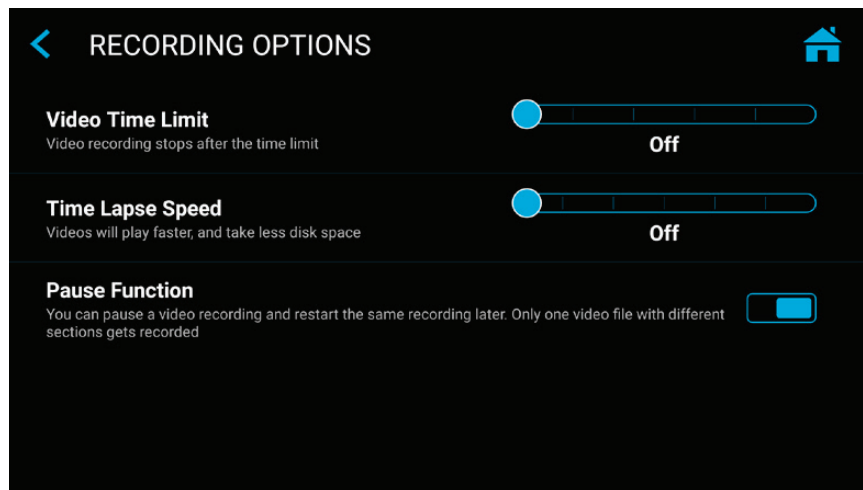 RECORDING OPTIONS
Video Time Limit
Video recording stops after the time limit
Off
Time Lapse Speed
Videos will play faster, and take less disk space
Off
Pause Function
You can pause a video recording and restart the same recording later. Only one video file with different
sections gets recorded